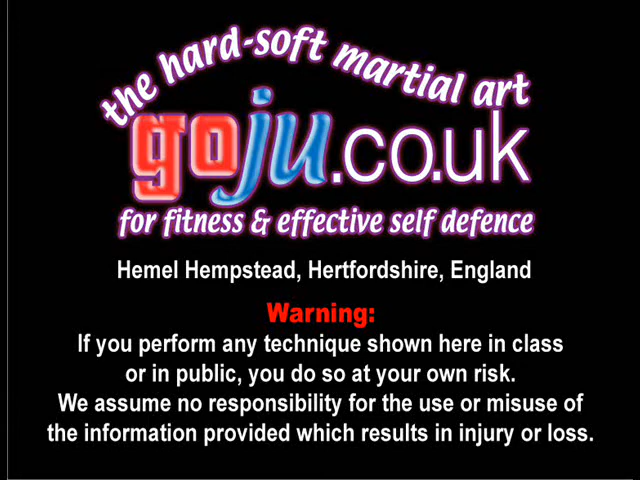 the hard-soft martial art
goju.co.uk
for fitness & effective self defence
Hemel Hempstead, Hertfordshire, England
Warning:
If you perform any technique shown here in class
or in public, you do so at your own risk.
We assume no responsibility for the use or misuse of
the information provided which results in injury or loss.